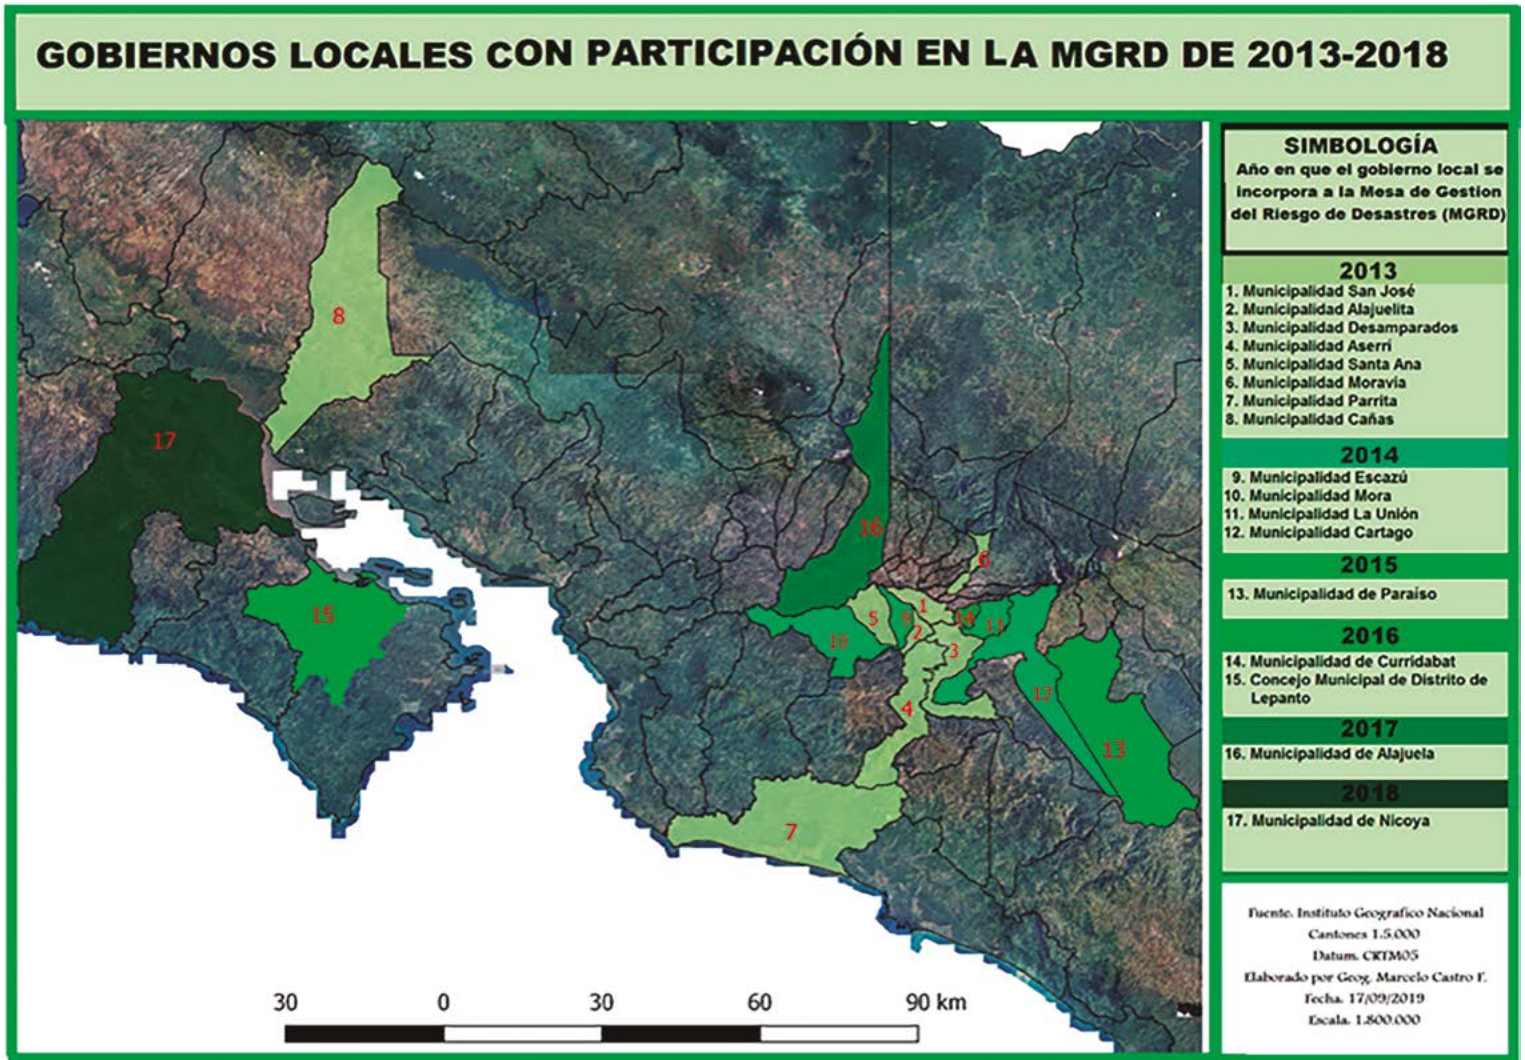 GOBIERNOS LOCALES CON PARTICIPACIÓN EN LA MGRD DE 2013-2018
8
17
16
6
15
5
9
1
2
14
11
10
3
4
12
13
7
30 0 30 60 90 km
SIMBOLOGÍA
Año en que el gobierno local se
incorpora a la Mesa de Gestion
del Riesgo de Desastres (MGRD)
2013
1. Municipalidad San José
2. Municipalidad Alajuelita
3. Municipalidad Desamparados
4. Municipalidad Aserrí
5. Municipalidad Santa Ana
6. Municipalidad Moravia
7. Municipalidad Parrita
8. Municipalidad Cañas
2014
9. Municipalidad Escazú
10. Municipalidad Mora
11. Municipalidad La Unión
12. Municipalidad Cartago
2015
13. Municipalidad de Paraíso
2016
14. Municipalidad de Curridabat
15. Concejo Municipal de Distrito de
Lepanto
2017
16. Municipalidad de Alajuela
2018
17. Municipalidad de Nicoya
Fuente. Instituto Geografico Nacional
Cantones 1.5.000
Datum. CRTM05
Elaborado por Geog. Marcelo Castro F.
Fecha. 17/09/2019
Escala. 1.800.000